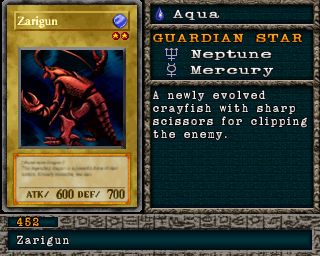 Zarigun
ATK/ 600 DEF/ 700
Aqua
GUARDIAN STAR
Neptune
Mercury
A newly evolved
crayfish with sharp
scissors for clipping
the enemy.
452
Zarigun